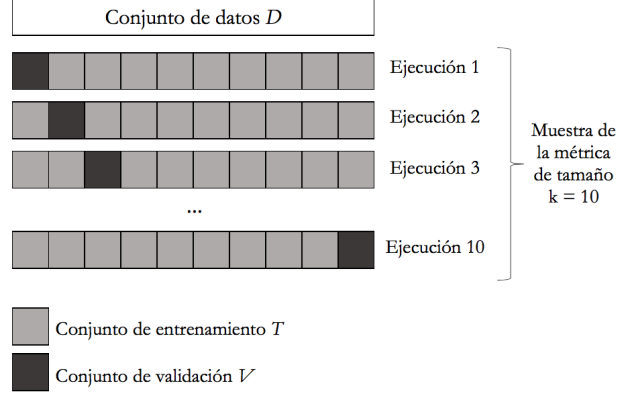 Conjunto de datos D
Ejecución 1
Ejecución 2
Ejecución 3
...
Ejecución 10
Muestra de
la métrica
de tamaño
k = 10
Conjunto de entrenamiento T
Conjunto de validación V